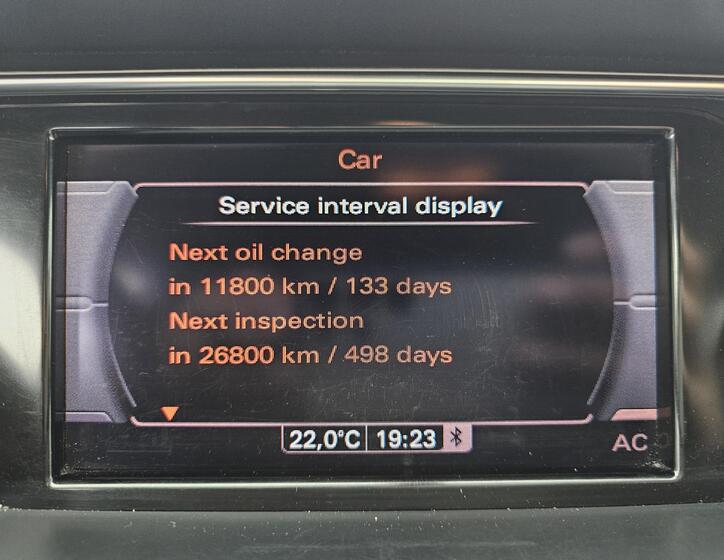 Car
Service interval display
Next oil change
in 11800 km / 133 days
Next inspection
in 26800 km / 498 days
22,0°C 19:23
AC